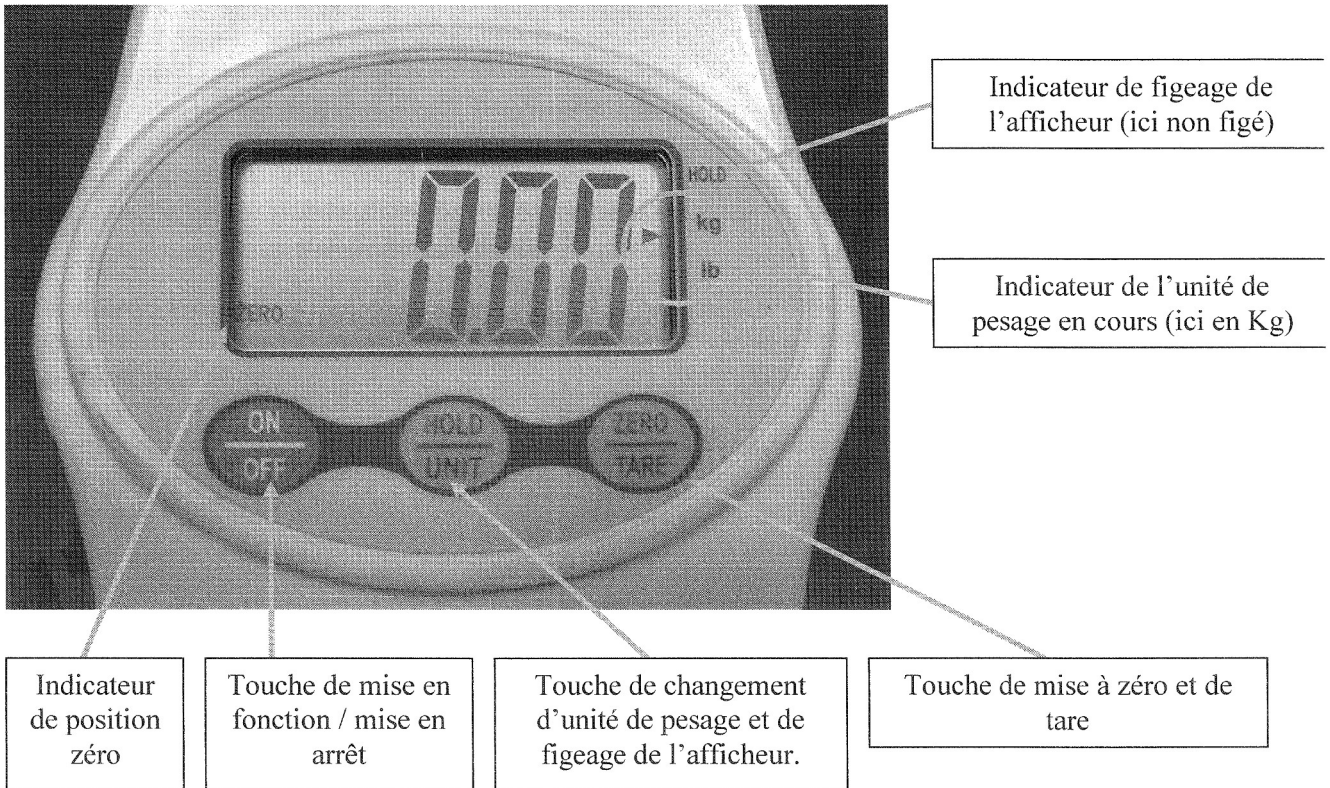 Indicateur de figeage de
l'afficheur (ici non figé)
HOLD
kg
lb
0.00
ZERO
Indicateur de l'unité de
pesage en cours (ici en Kg)
ON
OFF
HOLD
UNIT
ZERO
TARE
Indicateur
de position
zéro
Touche de mise en
fonction / mise en
arrêt
Touche de changement
d'unité de pesage et de
figeage de l'afficheur.
Touche de mise à zéro et de
tare